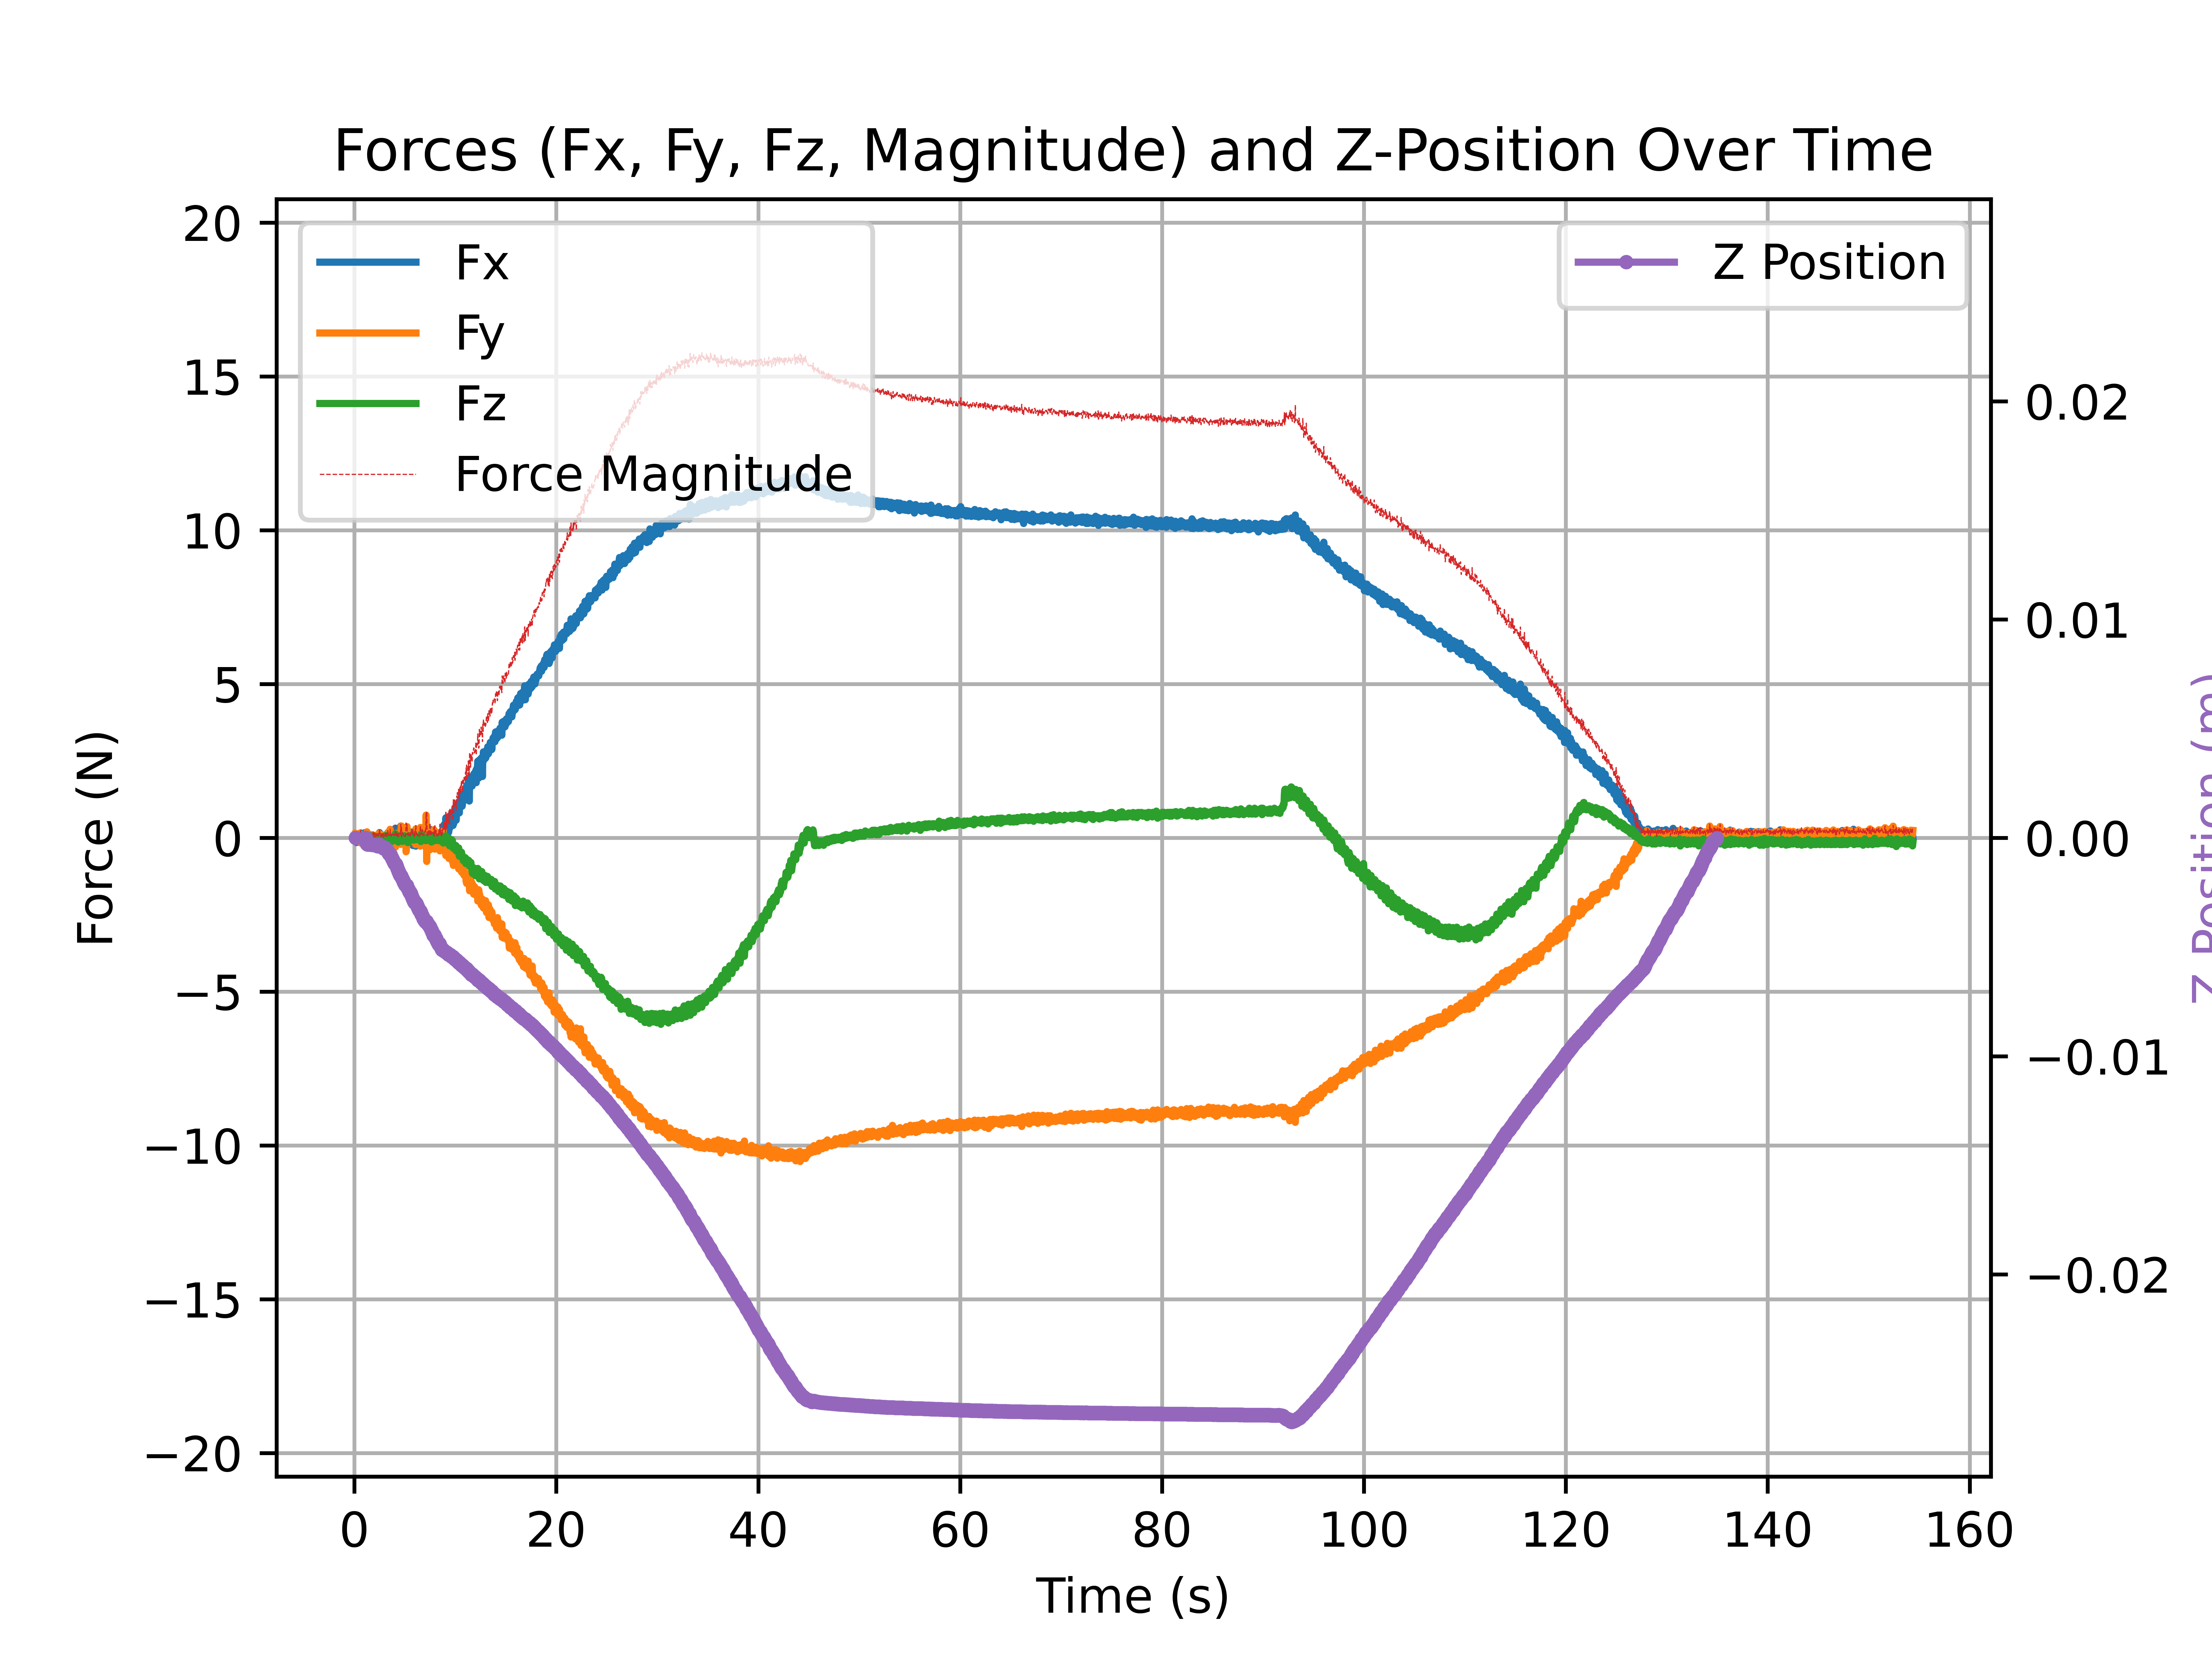 Forces (Fx, Fy, Fz, Magnitude) and Z-Position Over Time
Fx
Fy
Fz
Force Magnitude
Z Position
20
15
10
5
0
−5
−10
−15
−20
Force (N)
0.02
0.01
0.00
−0.01
−0.02
Z Position (m)
0 20 40 60 80 100 120 140 160
Time (s)